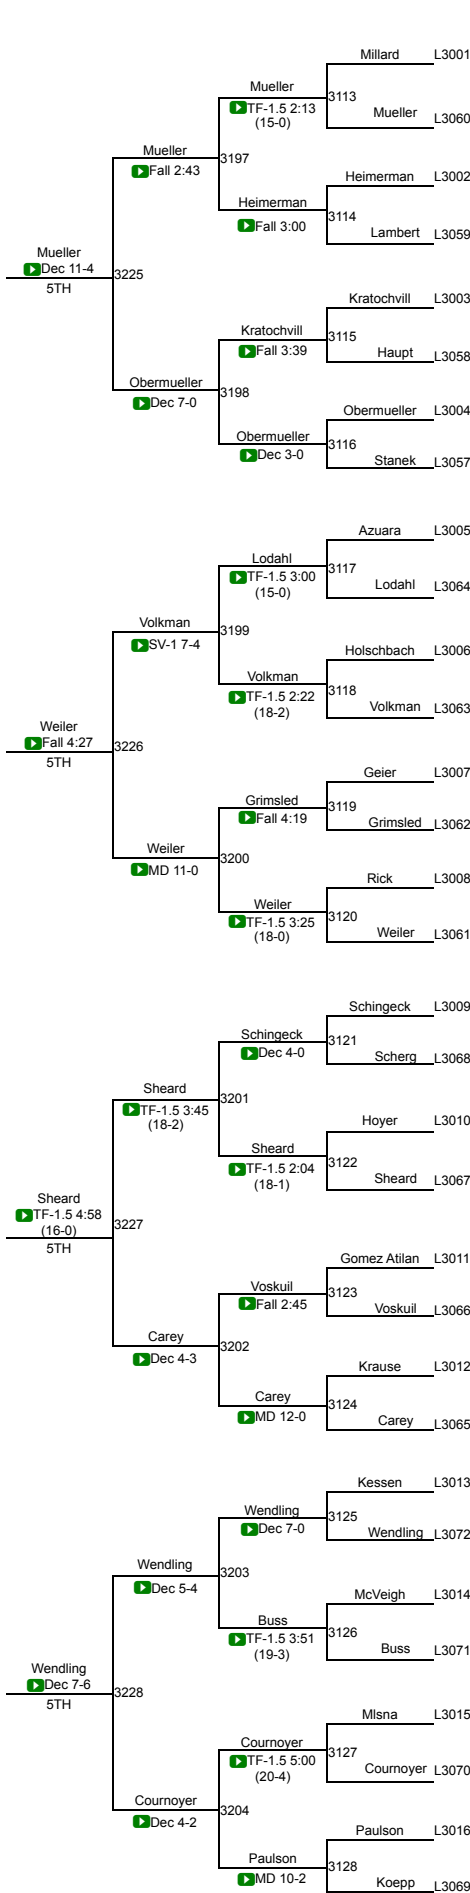 Millard L3001
Mueller
TF-1.5 2:13
(15-0)
3113
Mueller L3060
Mueller
Fall 2:43
3197
Heimerman L3002
Heimerman
Fall 3:00
3114
Lambert L3059
Mueller
Dec 11-4
5TH
3225
Kratochvill L3003
Kratochvill
Fall 3:39
3115
Haupt L3058
Obermueller
Dec 7-0
3198
Obermueller L3004
Obermueller
Dec 3-0
3116
Stanek L3057
Azuara L3005
Lodahl
TF-1.5 3:00
(15-0)
3117
Lodahl L3064
Volkman
SV-1 7-4
3199
Holschbach L3006
Volkman
TF-1.5 2:22
(18-2)
3118
Volkman L3063
Weiler
Fall 4:27
5TH
3226
Geier L3007
Grimsled
Fall 4:19
3119
Grimsled L3062
Weiler
MD 11-0
3200
Rick L3008
Weiler
TF-1.5 3:25
(18-0)
3120
Weiler L3061
Schingeck L3009
Schingeck
Dec 4-0
3121
Scherg L3068
Sheard
TF-1.5 3:45
(18-2)
3201
Hoyer L3010
Sheard
TF-1.5 2:04
(18-1)
3122
Sheard L3067
Sheard
TF-1.5 4:58
(16-0)
5TH
3227
Gomez Atilan L3011
Voskuil
Fall 2:45
3123
Voskuil L3066
Carey
Dec 4-3
3202
Krause L3012
Carey
MD 12-0
3124
Carey L3065
Kessen L3013
Wendling
Dec 7-0
3125
Wendling L3072
Wendling
Dec 5-4
3203
McVeigh L3014
Buss
TF-1.5 3:51
(19-3)
3126
Buss L3071
Wendling
Dec 7-6
5TH
3228
Mlsna L3015
Cournoyer
TF-1.5 5:00
(20-4)
3127
Cournoyer L3070
Cournoyer
Dec 4-2
3204
Paulson L3016
Paulson
MD 10-2
3128
Koepp L3069